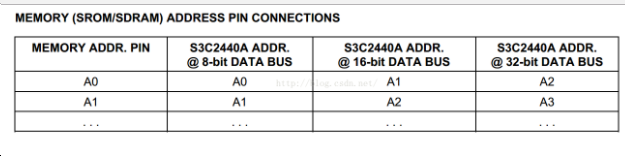 MEMORY (SROM/SDRAM) ADDRESS PIN CONNECTIONS
MEMORY ADDR. PIN S3C2440A ADDR. @ 8-bit DATA BUS S3C2440A ADDR. @ 16-bit DATA BUS S3C2440A ADDR. @ 32-bit DATA BUS
A0 A0 A1 A2
A1 A1 A2 A3
. . . . . . . . . . . .